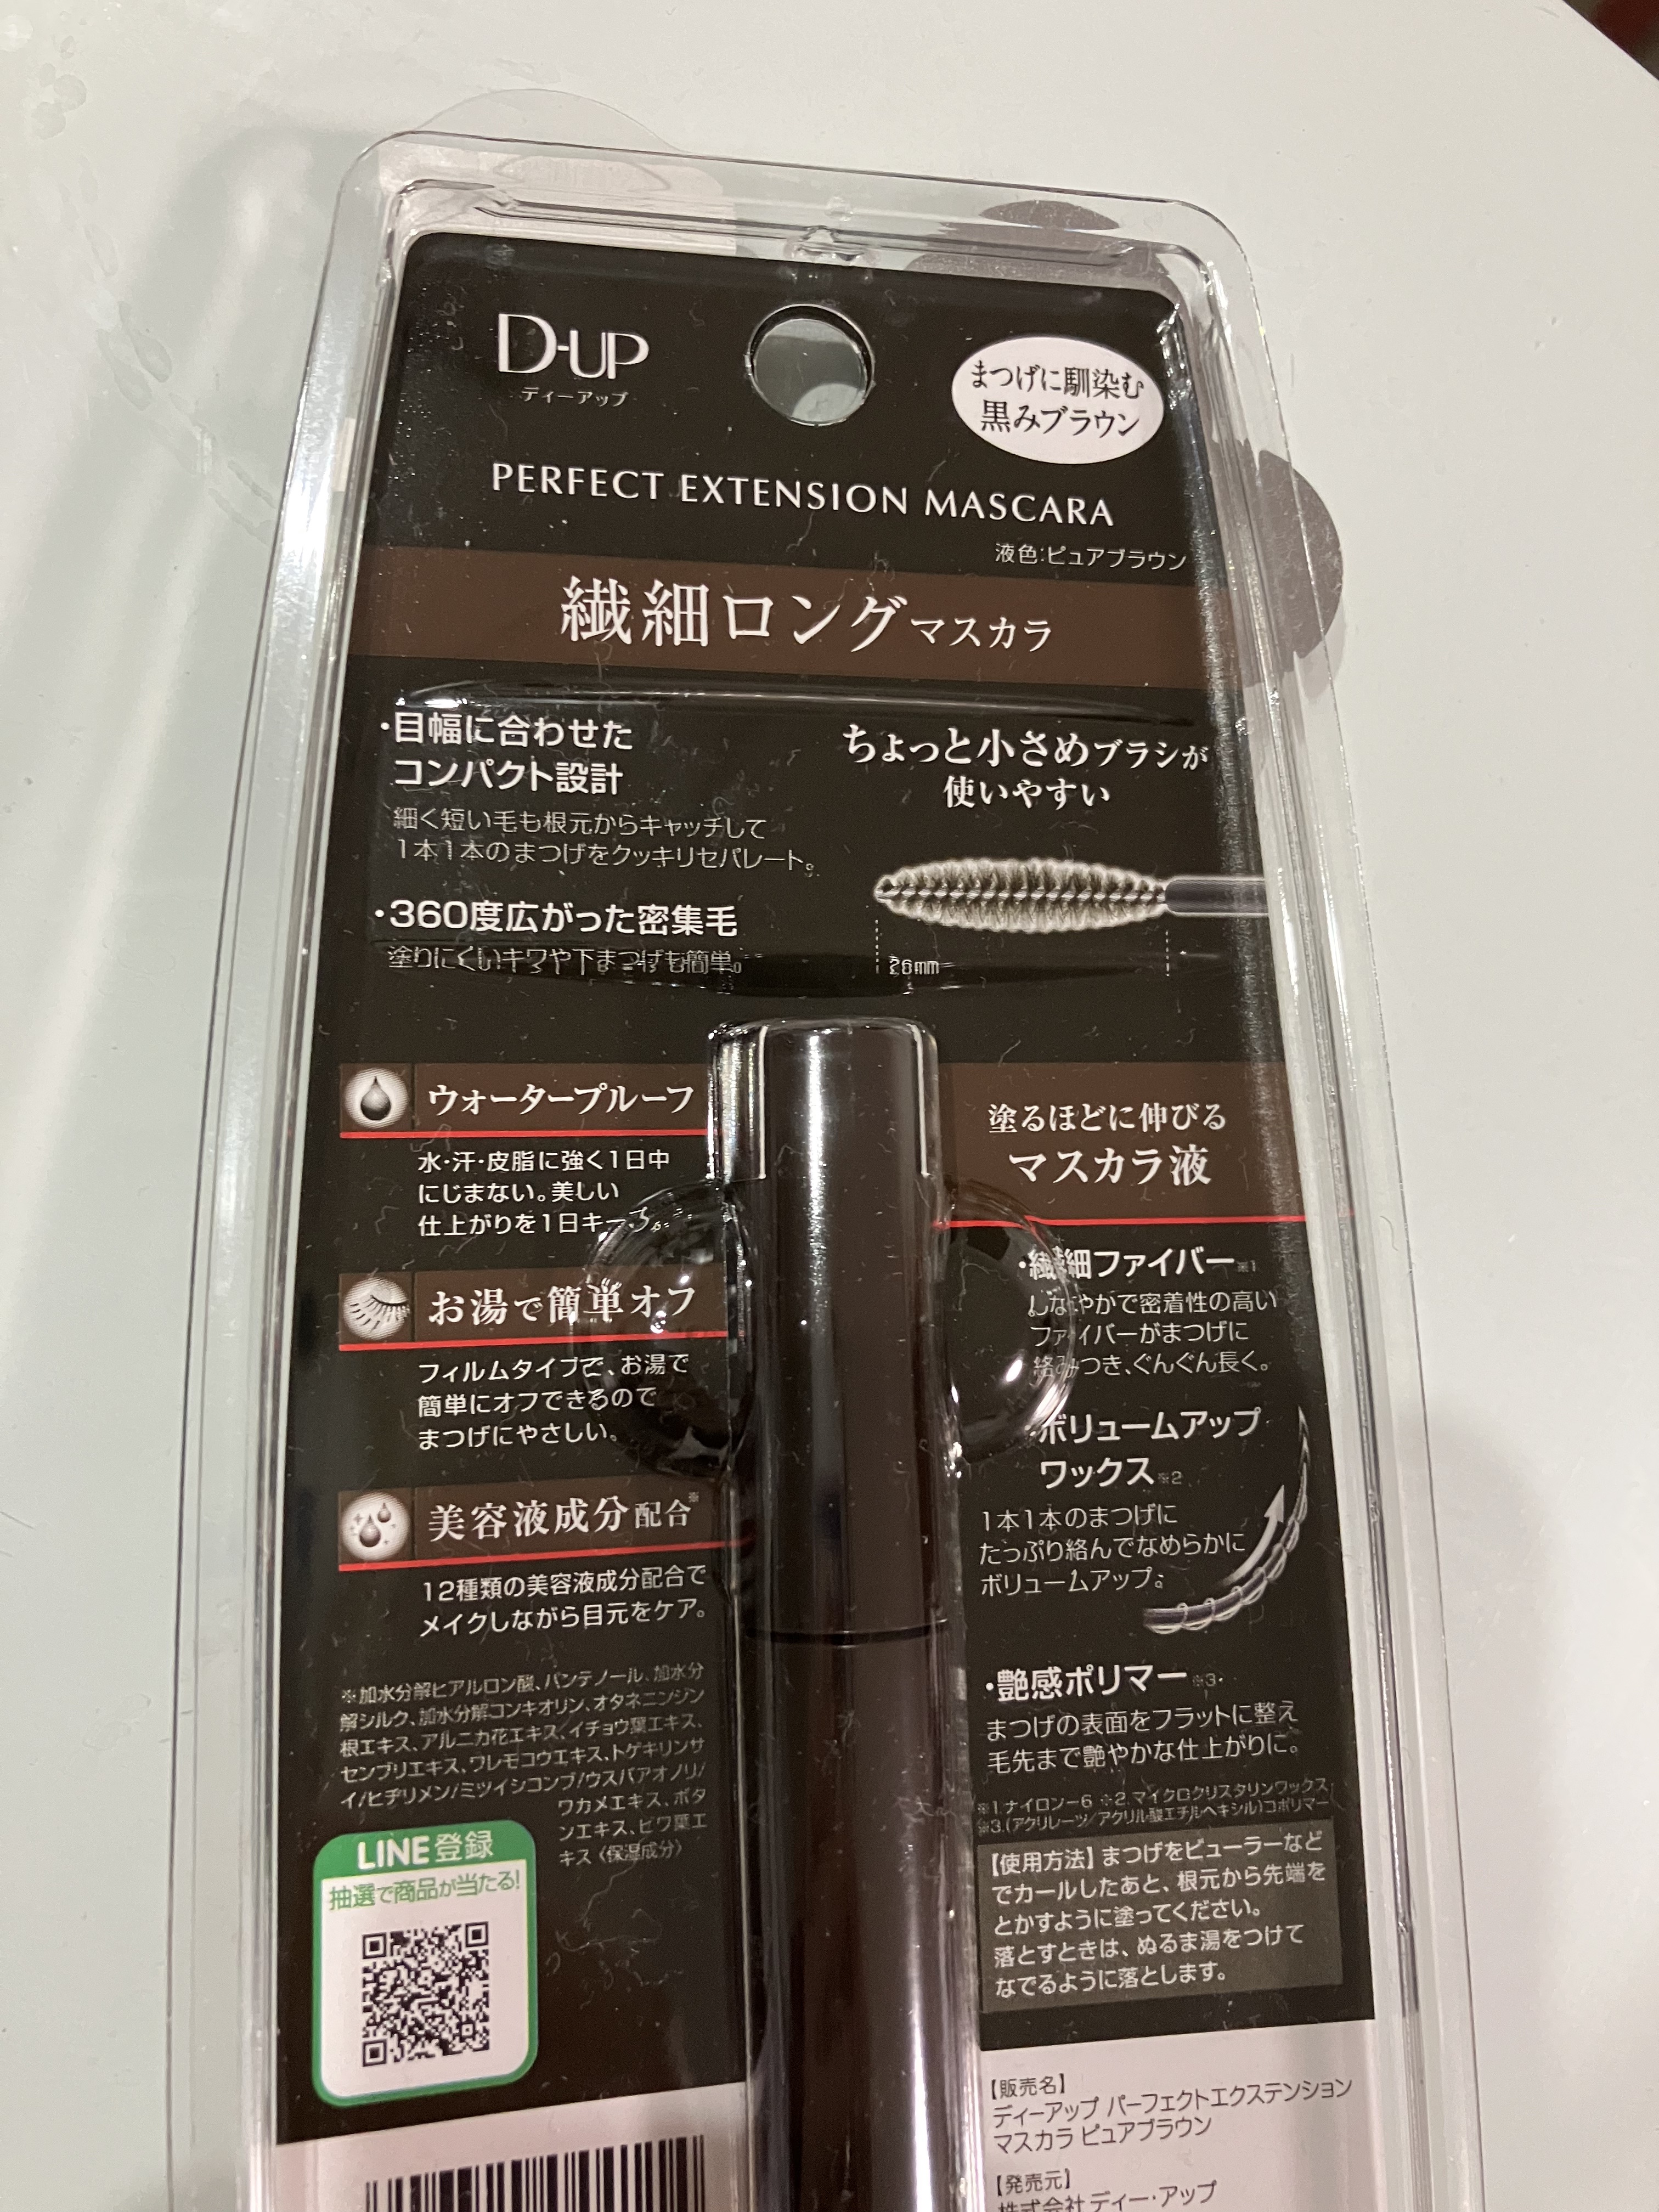 D-UP
ディーアップ
まつげに馴染む
黒みブラウン
PERFECT EXTENSION MASCARA
液色:ピュアブラウン
繊細ロングマスカラ
・目幅に合わせた
コンパクト設計
細く短い毛も根元からキャッチして
1本1本のまつげをクッキリセパレート。
・360度広がった密集毛
塗りにくいキワや下まつげも簡単。
ちょっと小さめブラシが
使いやすい
26mm
ウォータープルーフ
水・汗・皮脂に強く1日中
にじまない。美しい
仕上がりを1日キープ。
お湯で簡単オフ
フィルムタイプで、お湯で
簡単にオフできるので
まつげにやさしい。
美容液成分配合※
12種類の美容液成分配合で
メイクしながら目元をケア。
※加水分解ヒアルロン酸、パンテノール、加水分
解シルク、加水分解コンキオリン、オタネニンジン
根エキス、アルニカ花エキス、イチョウ葉エキス、
センブリエキス、ワレモコウエキス、トゲキリンサ
イ/ヒヂリメン/ミツイシコンブ/ウスバアオノリ/
ワカメエキス、ボタ
ンエキス、ビワ葉エ
キス〈保湿成分〉
LINE登録
抽選で商品が当たる!
塗るほどに伸びる
マスカラ液
・繊細ファイバー※1
しなやかで密着性の高い
ファイバーがまつげに
絡みつき、ぐんぐん長く。
・ボリュームアップ
ワックス※2
1本1本のまつげに
たっぷり絡んでなめらかに
ボリュームアップ。
・艶感ポリマー※3
まつげの表面をフラットに整え
毛先まで艶やかな仕上がりに。
※1.ナイロン-6 ※2.マイクロクリスタリンワックス
※3.(アクリレーツ/アクリル酸エチルヘキシル)コポリマー
【使用方法】まつげをビューラーなど
でカールしたあと、根元から先端を
とかすように塗ってください。
落とすときは、ぬるま湯をつけて
なでるように落とします。
【販売名】
ディーアップ パーフェクトエクステンション
マスカラ ピュアブラウン
【発売元】
株式会社ディー・アップ